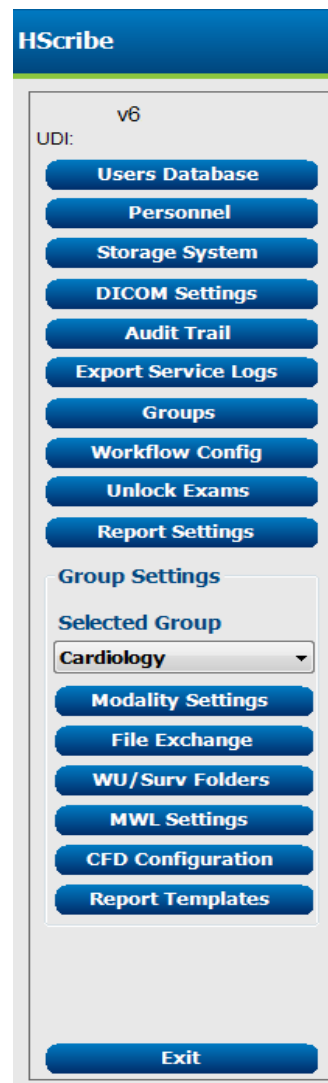 HScribe
v6
UDI:
Users Database
Personnel
Storage System
DICOM Settings
Audit Trail
Export Service Logs
Groups
Workflow Config
Unlock Exams
Report Settings
Group Settings
Selected Group
Cardiology
Modality Settings
File Exchange
WU/Surv Folders
MWL Settings
CFD Configuration
Report Templates
Exit